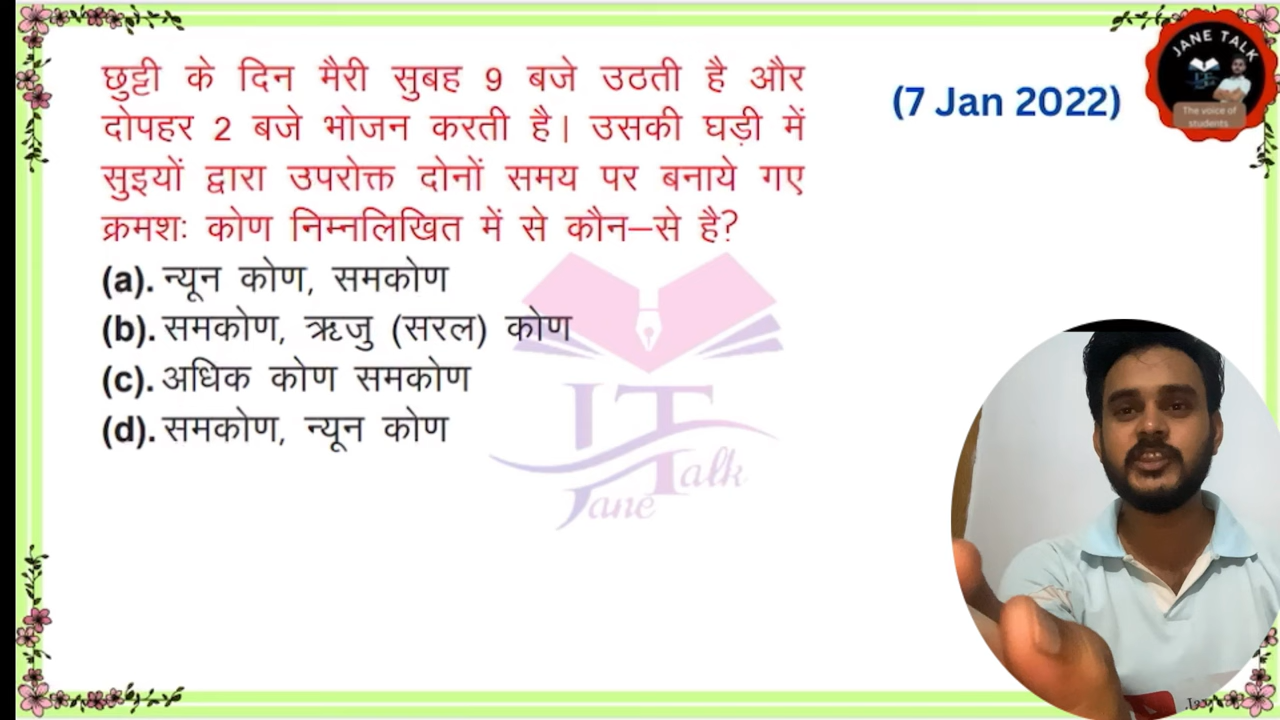 छुट्टी के दिन मैरी सुबह 9 बजे उठती है और
दोपहर 2 बजे भोजन करती है। उसकी घड़ी में
सुइयों द्वारा उपरोक्त दोनों समय पर बनाये गए
क्रमशः कोण निम्नलिखित में से कौन–से है?
(a). न्यून कोण, समकोण
(b). समकोण, ऋजु (सरल) कोण
(c). अधिक कोण समकोण
(d). समकोण, न्यून कोण
(7 Jan 2022)
JANE TALK
The voice of
students.
JT
Jane Talk